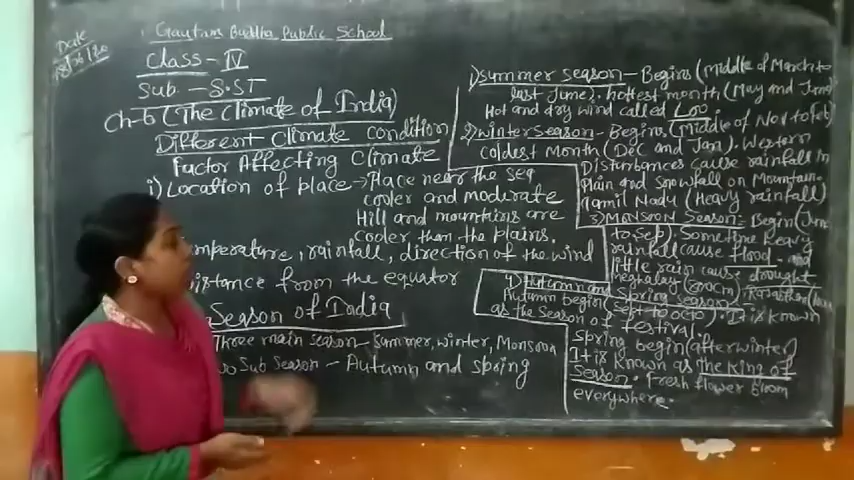 Date
Gautam Buddha Public School
Class - IV
Sub - S.ST
Ch-6 (The Climate of India)
Different Climate condition
Factor Affecting Climate
i) Location of place → Place near the sea
cooler and moderate
Hill and mountains are
cooler then the plains.
emperature, rainfall, direction of the wind
istance from the equator
Season of India
Three main season - Summer, winter, Monsoon
wo Sub Season - Autumn and spring
1) summer season - Begins (Middle of March to
last June). hottest month (May and June)
Hot and dry wind called Loo.
2) winter season - Begins (Middle of Nov to feb)
coldest Month (Dec and Jan). Western
Disturbances cause rainfall in
Plain and Snowfall on Mountain.
Tamil Nadu (Heavy rainfall)
3) Monsoon Season - Begin (June
to Sep). Sometime Heavy
rainfall cause flood and
little rain cause drought
Meghalay Rajasthan
4) Autumn and Spring season -
Autumn begin (Sept to octo). It is known
as the Season of festival.
Spring begin (after winter)
It is known as the King of
Season. Fresh flower bloom
everywhere.